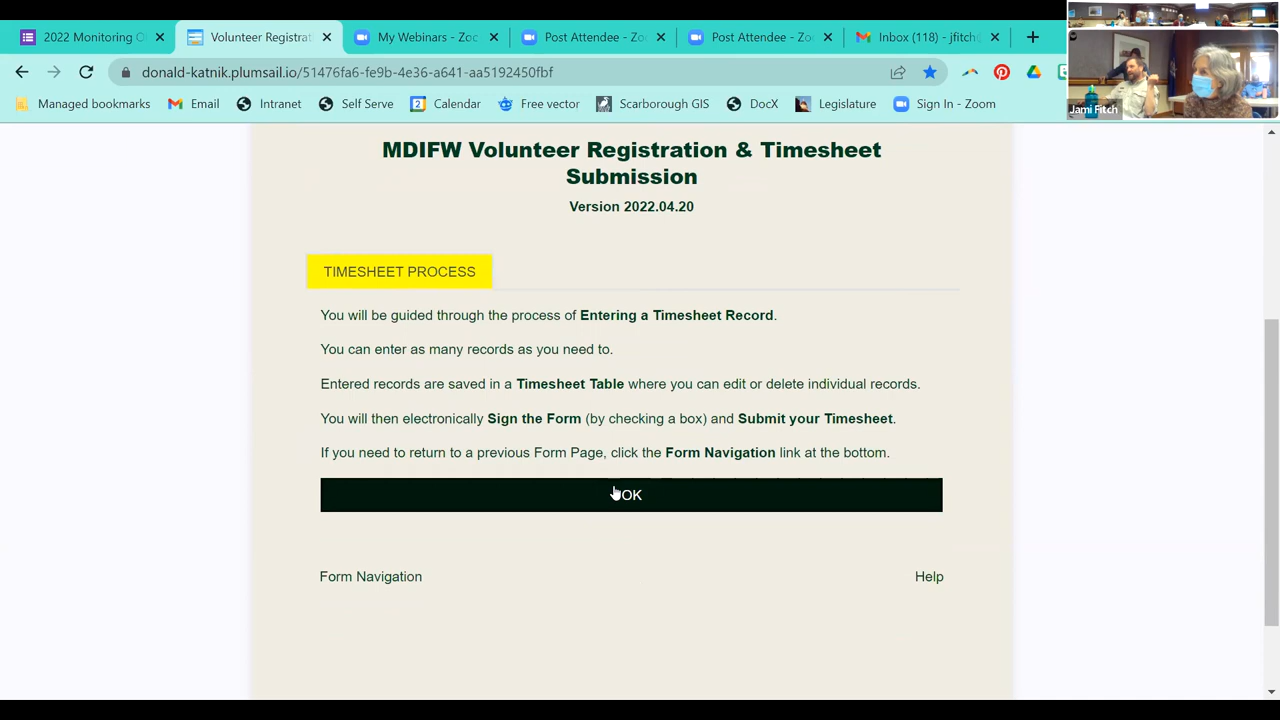 2022 Monitoring O
Volunteer Registrat
My Webinars - Zoo
Post Attendee - Zo
Post Attendee - Zo
Inbox (118) - jfitch@
donald-katnik.plumsail.io/51476fa6-fe9b-4e36-a641-aa5192450fbf
Managed bookmarks
Email
Intranet
Self Serve
Calendar
Free vector
Scarborough GIS
DocX
Legislature
Sign In - Zoom
Jami Fitch
MDIFW Volunteer Registration & Timesheet
Submission
Version 2022.04.20
TIMESHEET PROCESS
You will be guided through the process of Entering a Timesheet Record.
You can enter as many records as you need to.
Entered records are saved in a Timesheet Table where you can edit or delete individual records.
You will then electronically Sign the Form (by checking a box) and Submit your Timesheet.
If you need to return to a previous Form Page, click the Form Navigation link at the bottom.
OK
Form Navigation
Help